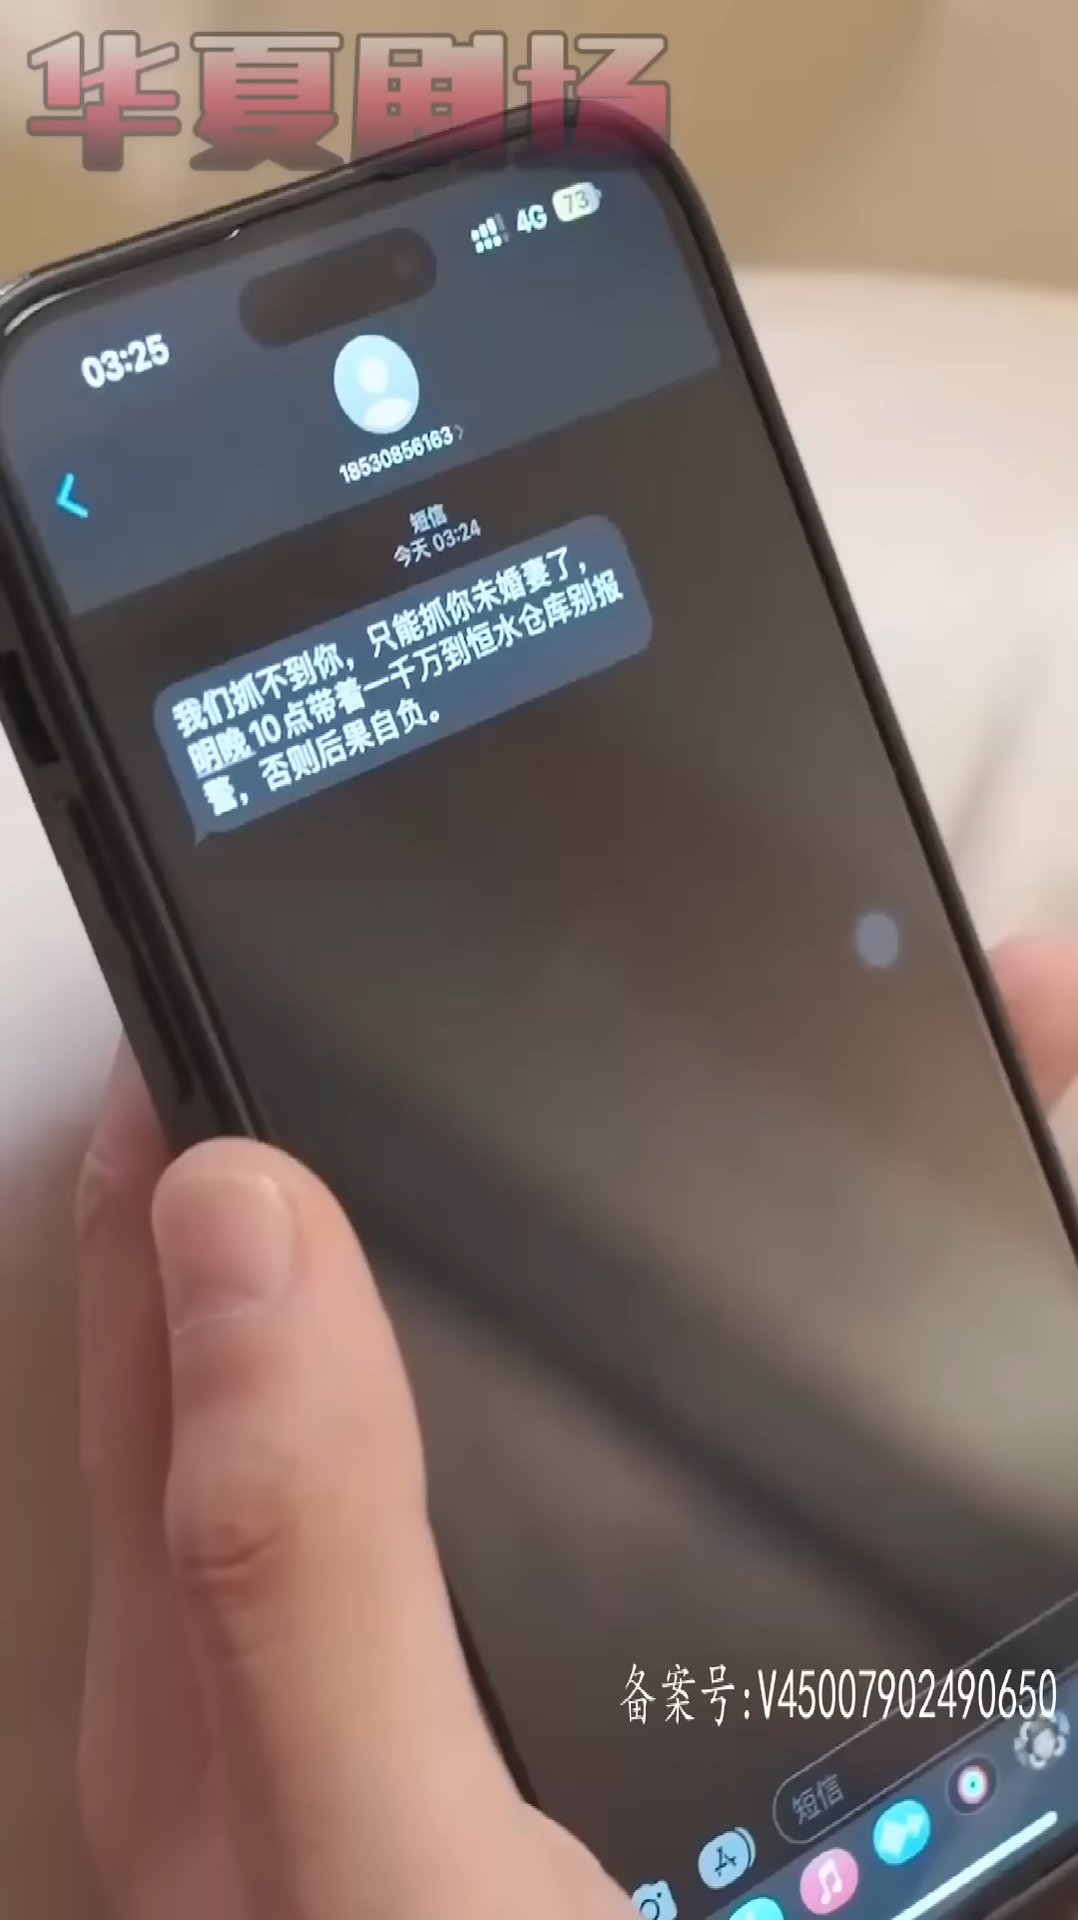 华夏剧场
4G 73
03:25
18530856163
短信
今天 03:24
我们抓不到你，只能抓你未婚妻了，
明晚10点带着一千万到恒水仓库别报
警，否则后果自负。
备案号:V45007902490650
短信